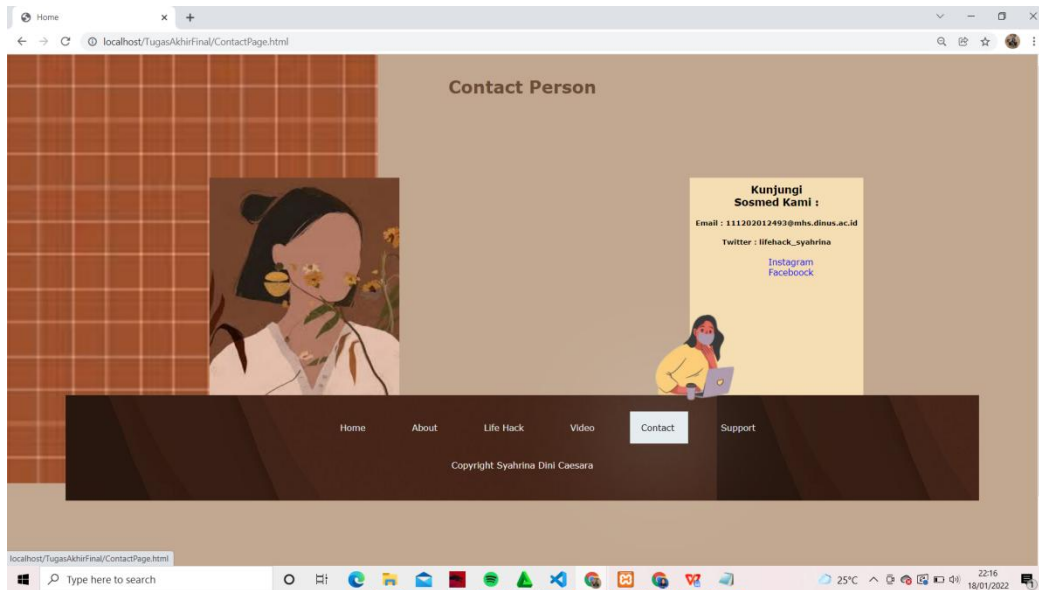 Home
localhost/TugasAkhirFinal/ContactPage.html
Contact Person
Kunjungi
Sosmed Kami :
Email : 111202012493@mhs.dinus.ac.id
Twitter : lifehack_syahrina
Instagram
Faceboock
Home About Life Hack Video Contact Support
Copyright Syahrina Dini Caesara
localhost/TugasAkhirFinal/ContactPage.html
Type here to search
25°C
22:16
18/01/2022